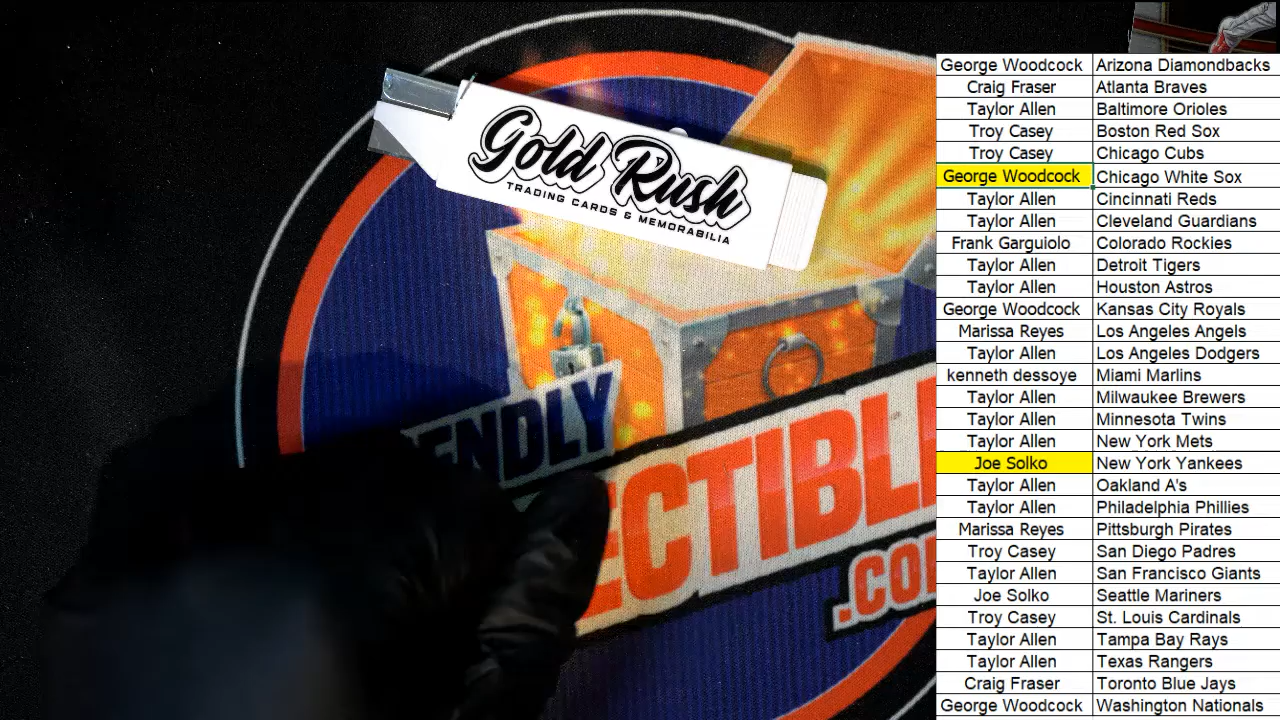 Gold Rush
TRADING CARDS & MEMORABILIA
ENDLY
ECTIBL
.CO
George Woodcock Arizona Diamondbacks
Craig Fraser Atlanta Braves
Taylor Allen Baltimore Orioles
Troy Casey Boston Red Sox
Troy Casey Chicago Cubs
George Woodcock Chicago White Sox
Taylor Allen Cincinnati Reds
Taylor Allen Cleveland Guardians
Frank Garguiolo Colorado Rockies
Taylor Allen Detroit Tigers
Taylor Allen Houston Astros
George Woodcock Kansas City Royals
Marissa Reyes Los Angeles Angels
Taylor Allen Los Angeles Dodgers
kenneth dessoye Miami Marlins
Taylor Allen Milwaukee Brewers
Taylor Allen Minnesota Twins
Taylor Allen New York Mets
Joe Solko New York Yankees
Taylor Allen Oakland A's
Taylor Allen Philadelphia Phillies
Marissa Reyes Pittsburgh Pirates
Troy Casey San Diego Padres
Taylor Allen San Francisco Giants
Joe Solko Seattle Mariners
Troy Casey St. Louis Cardinals
Taylor Allen Tampa Bay Rays
Taylor Allen Texas Rangers
Craig Fraser Toronto Blue Jays
George Woodcock Washington Nationals